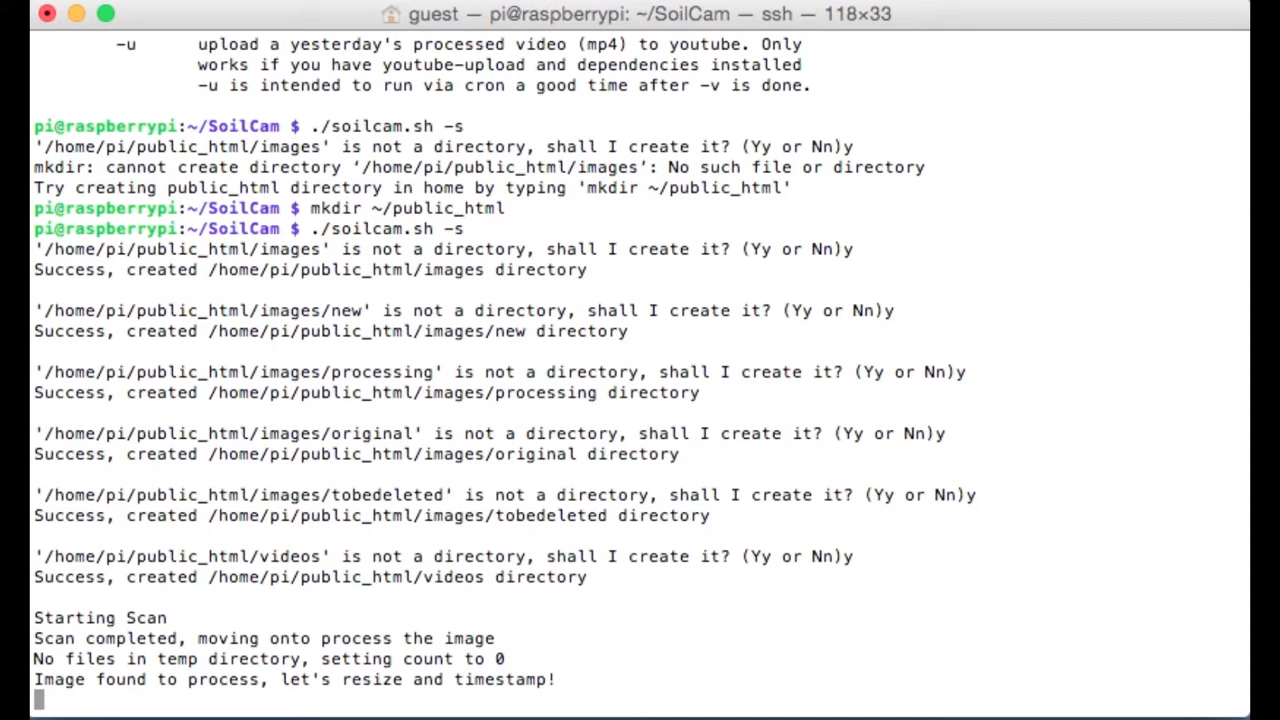 guest — pi@raspberrypi: ~/SoilCam — ssh — 118×33
-u upload a yesterday's processed video (mp4) to youtube. Only
works if you have youtube-upload and dependencies installed
-u is intended to run via cron a good time after -v is done.
pi@raspberrypi:~/SoilCam $ ./soilcam.sh -s
'/home/pi/public_html/images' is not a directory, shall I create it? (Yy or Nn)y
mkdir: cannot create directory ‘/home/pi/public_html/images’: No such file or directory
Try creating public_html directory in home by typing 'mkdir ~/public_html'
pi@raspberrypi:~/SoilCam $ mkdir ~/public_html
pi@raspberrypi:~/SoilCam $ ./soilcam.sh -s
'/home/pi/public_html/images' is not a directory, shall I create it? (Yy or Nn)y
Success, created /home/pi/public_html/images directory
'/home/pi/public_html/images/new' is not a directory, shall I create it? (Yy or Nn)y
Success, created /home/pi/public_html/images/new directory
'/home/pi/public_html/images/processing' is not a directory, shall I create it? (Yy or Nn)y
Success, created /home/pi/public_html/images/processing directory
'/home/pi/public_html/images/original' is not a directory, shall I create it? (Yy or Nn)y
Success, created /home/pi/public_html/images/original directory
'/home/pi/public_html/images/tobedeleted' is not a directory, shall I create it? (Yy or Nn)y
Success, created /home/pi/public_html/images/tobedeleted directory
'/home/pi/public_html/videos' is not a directory, shall I create it? (Yy or Nn)y
Success, created /home/pi/public_html/videos directory
Starting Scan
Scan completed, moving onto process the image
No files in temp directory, setting count to 0
Image found to process, let's resize and timestamp!